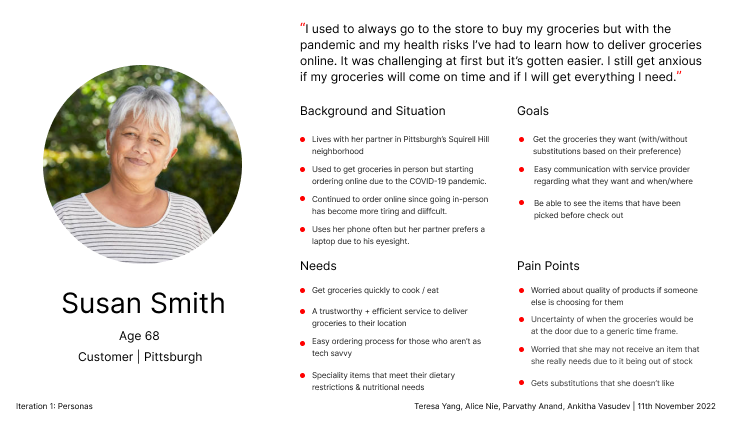 “I used to always go to the store to buy my groceries but with the
pandemic and my health risks I’ve had to learn how to deliver groceries
online. It was challenging at first but it’s gotten easier. I still get anxious
if my groceries will come on time and if I will get everything I need.”
Background and Situation
Lives with her partner in Pittsburgh’s Squirell Hill
neighborhood
Used to get groceries in person but starting
ordering online due to the COVID-19 pandemic.
Continued to order online since going in-person
has become more tiring and diiffcult.
Uses her phone often but her partner prefers a
laptop due to his eyesight.
Goals
Get the groceries they want (with/without
substitutions based on their preference)
Easy communication with service provider
regarding what they want and when/where
Be able to see the items that have been
picked before check out
Needs
Get groceries quickly to cook / eat
A trustworthy + efficient service to deliver
groceries to their location
Easy ordering process for those who aren’t as
tech savvy
Speciality items that meet their dietary
restrictions & nutritional needs
Pain Points
Worried about quality of products if someone
else is choosing for them
Uncertainty of when the groceries would be
at the door due to a generic time frame.
Worried that she may not receive an item that
she really needs due to it being out of stock
Gets substitutions that she doesn’t like
Susan Smith
Age 68
Customer | Pittsburgh
Iteration 1: Personas
Teresa Yang, Alice Nie, Parvathy Anand, Ankitha Vasudev | 11th November 2022